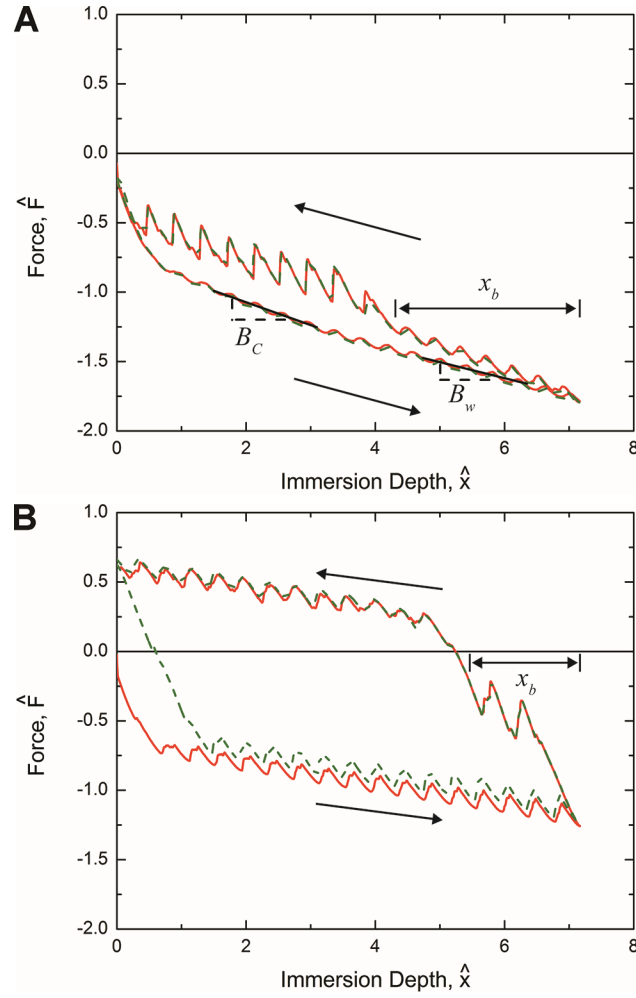 A
1.0
0.5
0.0
-0.5
-1.0
-1.5
-2.0
Force, F̂
x_b
B_C
B_w
0 2 4 6 8
Immersion Depth, x̂
B
1.0
0.5
0.0
-0.5
-1.0
-1.5
-2.0
Force, F̂
x_b
0 2 4 6 8
Immersion Depth, x̂